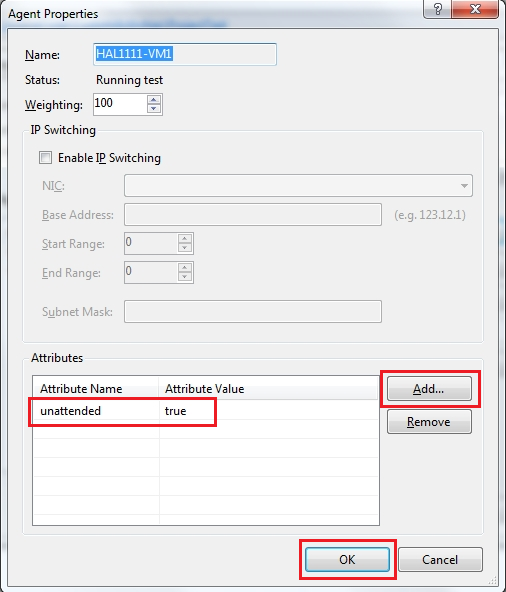 Agent Properties
?
Name: HAL1111-VM1
Status: Running test
Weighting: 100
IP Switching
Enable IP Switching
NIC:
Base Address: (e.g. 123.12.1)
Start Range: 0
End Range: 0
Subnet Mask:
Attributes
Attribute Name Attribute Value Add...
unattended true
Remove
OK Cancel